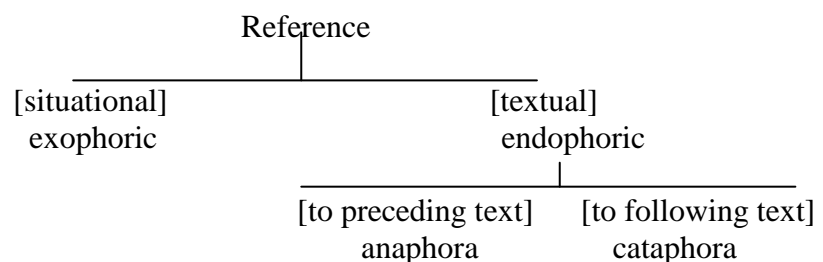 Reference
[situational] [textual]
exophoric endophoric
[to preceding text] [to following text]
anaphora cataphora